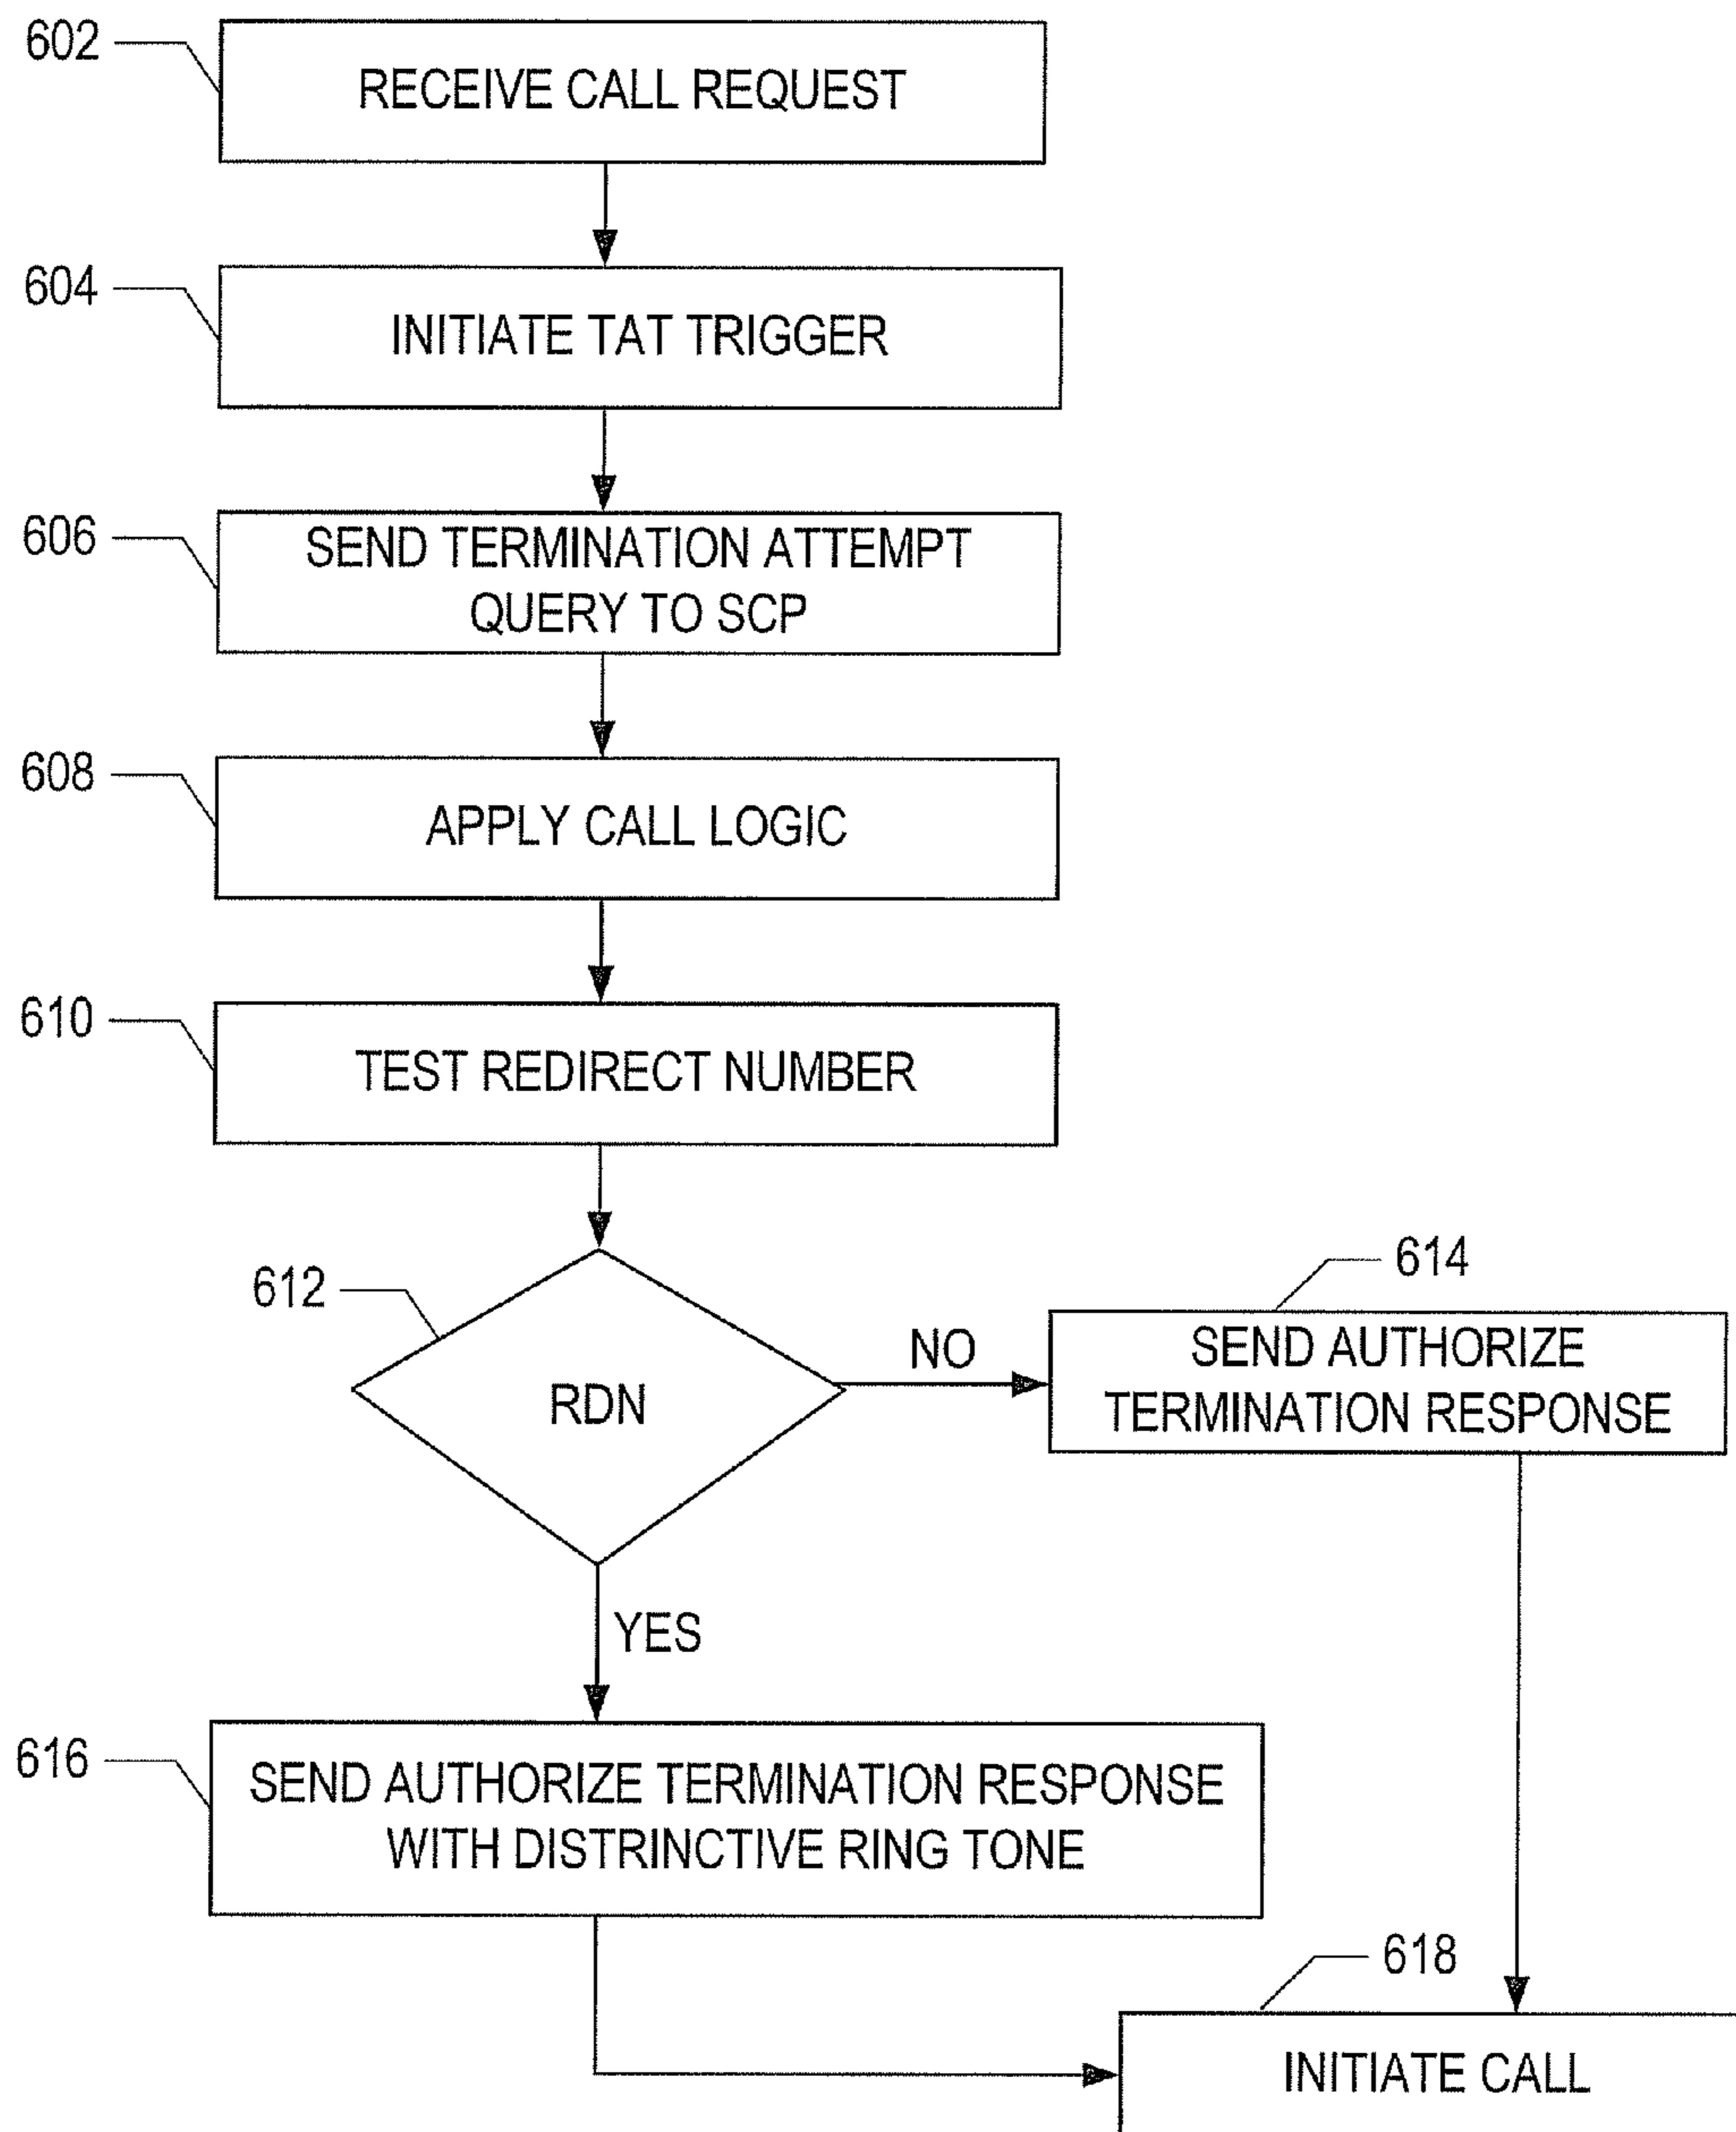 602
RECEIVE CALL REQUEST
604
INITIATE TAT TRIGGER
606
SEND TERMINATION ATTEMPT
QUERY TO SCP
608
APPLY CALL LOGIC
610
TEST REDIRECT NUMBER
612
RDN
NO
614
SEND AUTHORIZE
TERMINATION RESPONSE
YES
616
SEND AUTHORIZE TERMINATION RESPONSE
WITH DISTRINCTIVE RING TONE
618
INITIATE CALL